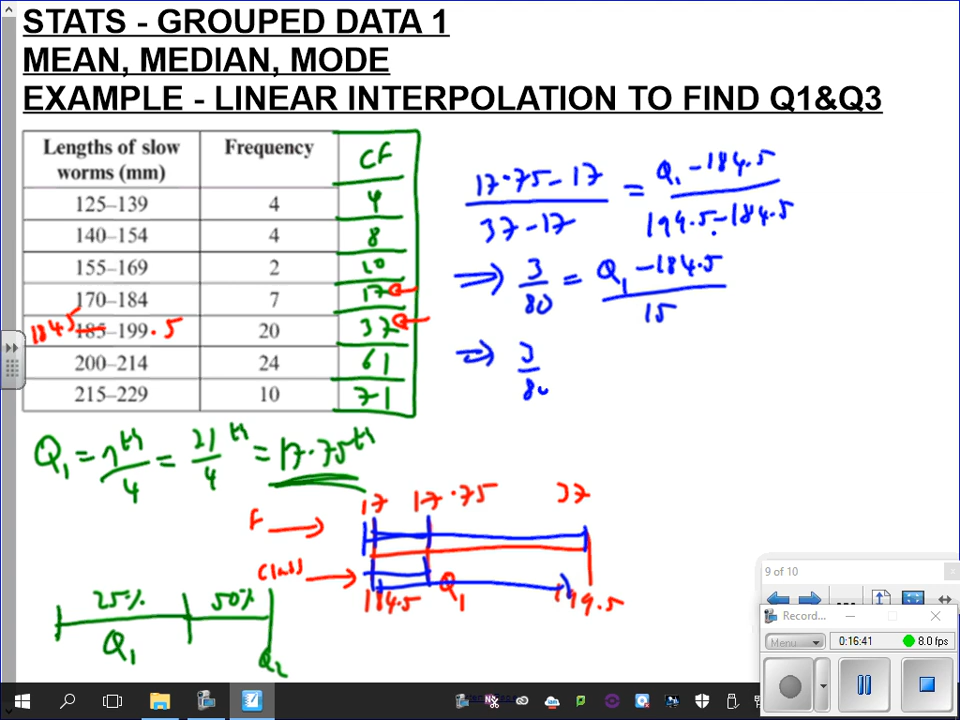 STATS - GROUPED DATA 1
MEAN, MEDIAN, MODE
EXAMPLE - LINEAR INTERPOLATION TO FIND Q1&Q3
Lengths of slow worms (mm) Frequency CF
125–139 4 4
140–154 4 8
155–169 2 10
170–184 7 17
184.5 185–199.5 20 37
200–214 24 61
215–229 10 71
17.75-17 / 37-17 = Q1-184.5 / 199.5-184.5
=> 3/80 = Q1-184.5 / 15
=> 3/80
Q1 = n th/4 = 71 th/4 = 17.75th
17 17.75 37
F →
Class →
184.5 Q1 199.5
25% 50%
Q1 Q2
9 of 10
Record...
Menu 0:16:41 8.0 fps